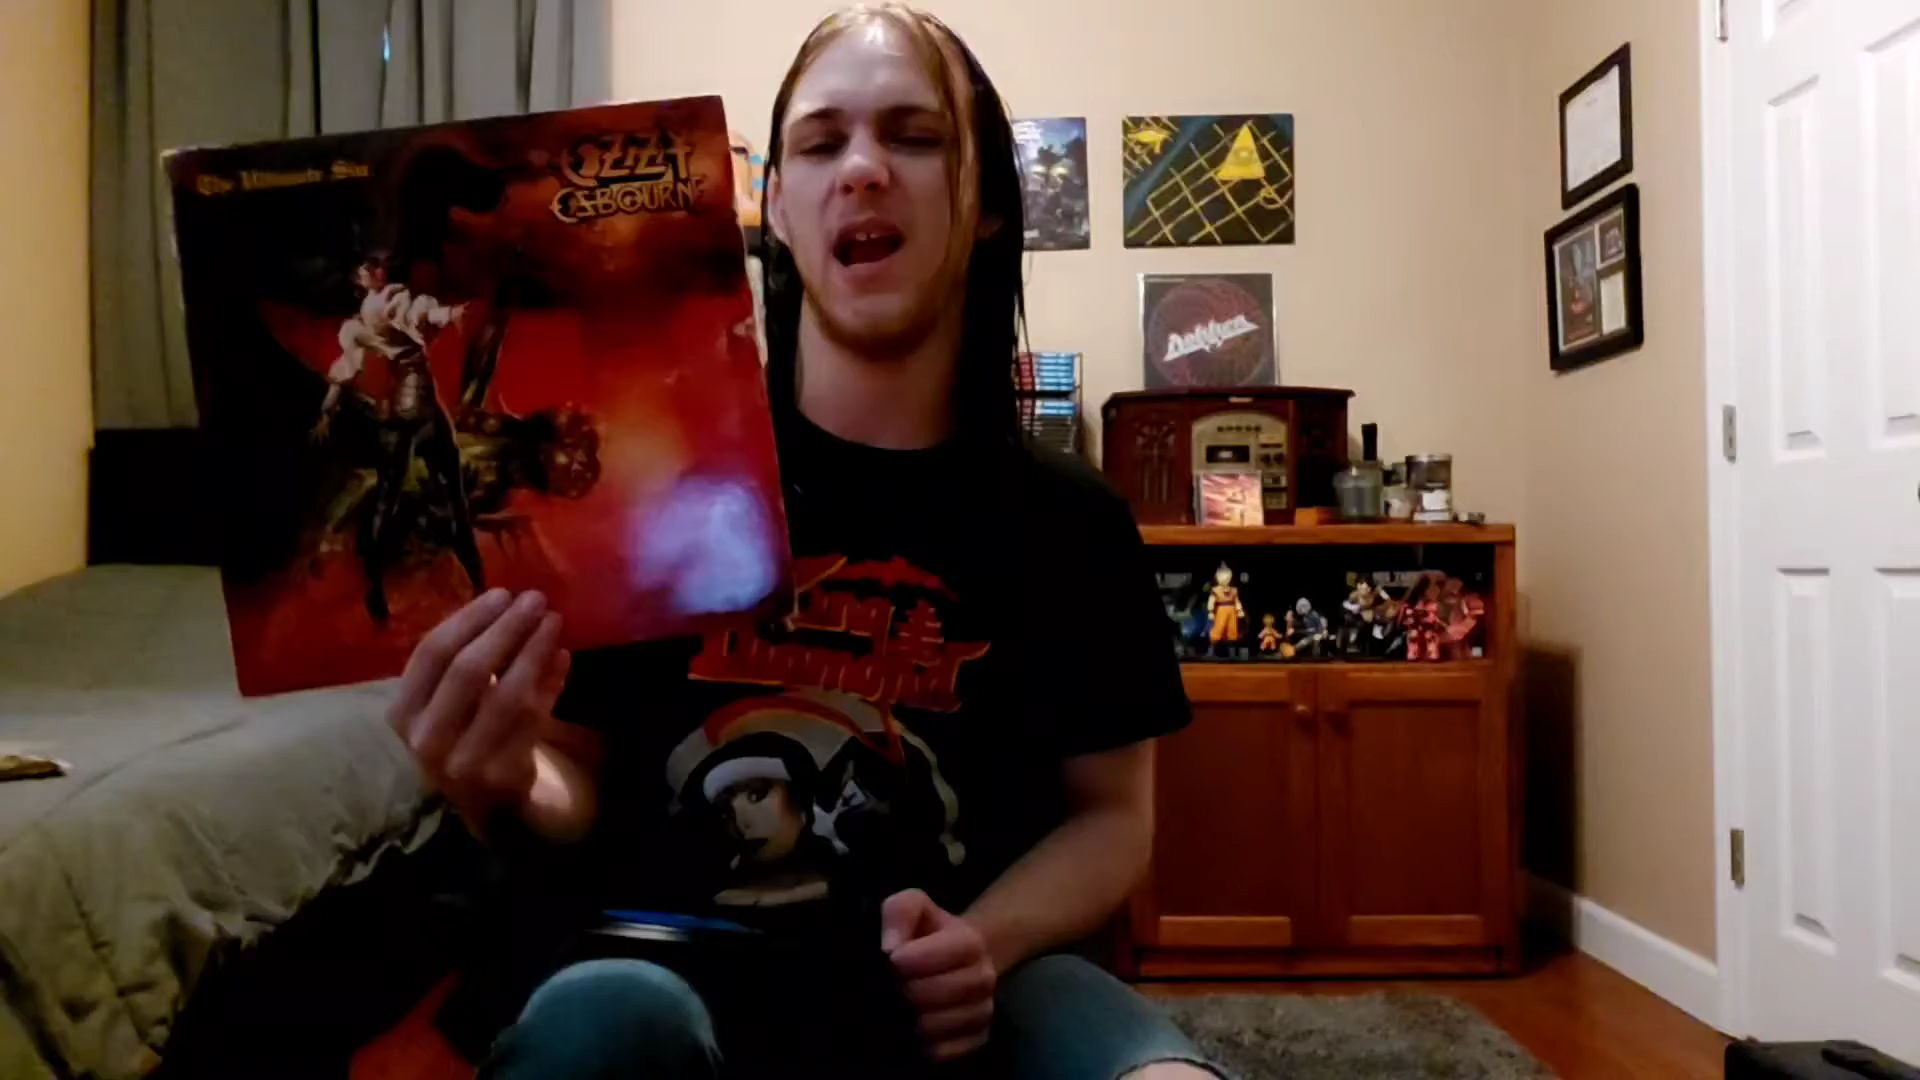 The Ultimate Sin
OZZY
OSBOURNE
Dokken
King
Diamond